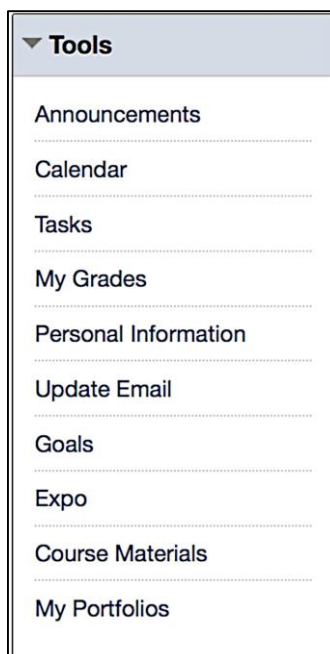 Tools
Announcements
Calendar
Tasks
My Grades
Personal Information
Update Email
Goals
Expo
Course Materials
My Portfolios